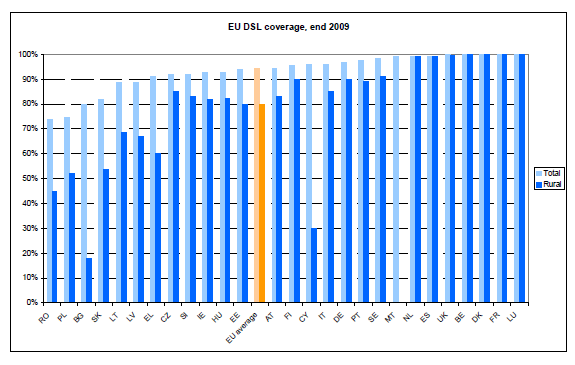 EU DSL coverage, end 2009
100%
90%
80%
70%
60%
50%
40%
30%
20%
10%
0%
Total
Rural
RO
PL
BG
SK
LT
LV
EL
CZ
SI
IE
HU
EE
EU average
AT
FI
CY
IT
DE
PT
SE
MT
NL
ES
UK
BE
DK
FR
LU